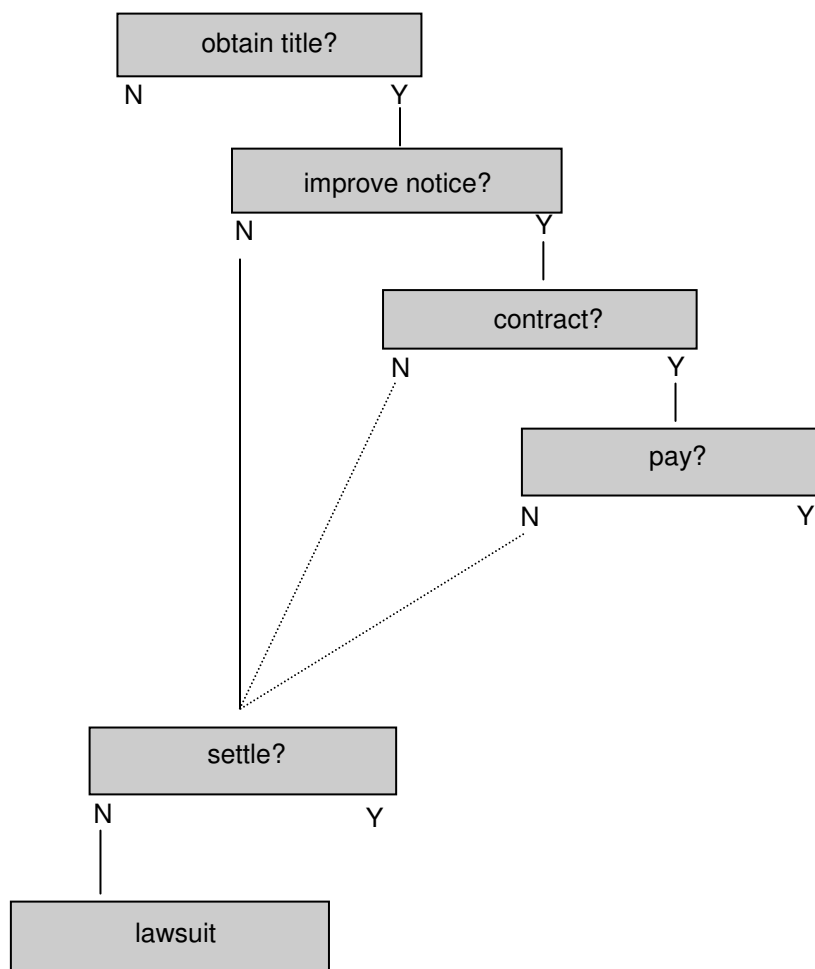 obtain title?
N Y
improve notice?
N Y
contract?
N Y
pay?
N Y
settle?
N Y
lawsuit